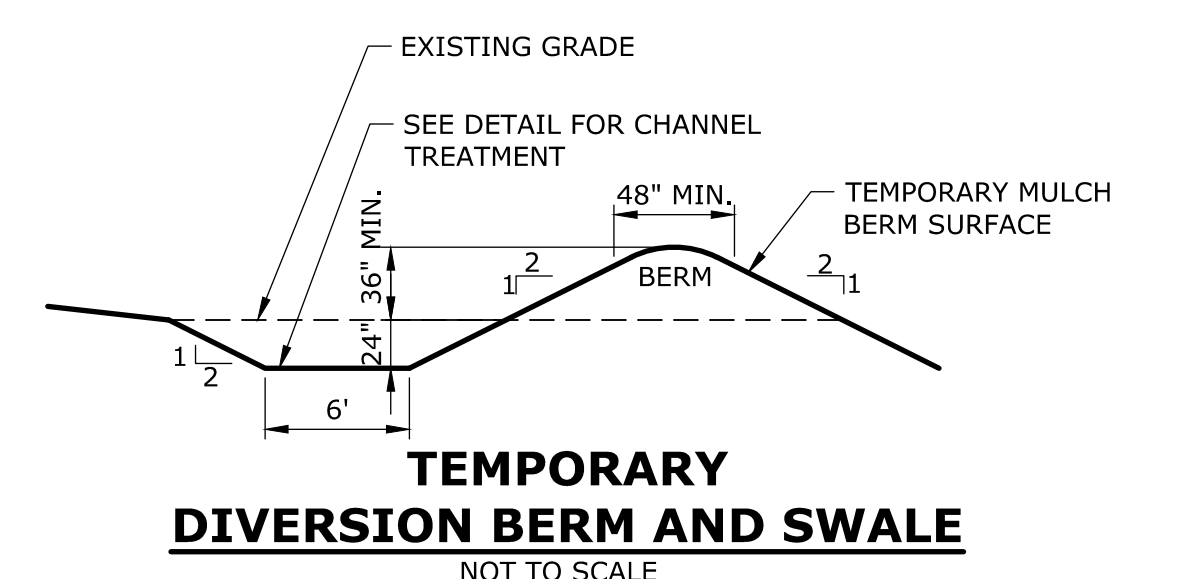 EXISTING GRADE
SEE DETAIL FOR CHANNEL
TREATMENT
48" MIN.
TEMPORARY MULCH
BERM SURFACE
36" MIN.
2
1
BERM
2
1
24"
1
2
6'
TEMPORARY
DIVERSION BERM AND SWALE
NOT TO SCALE